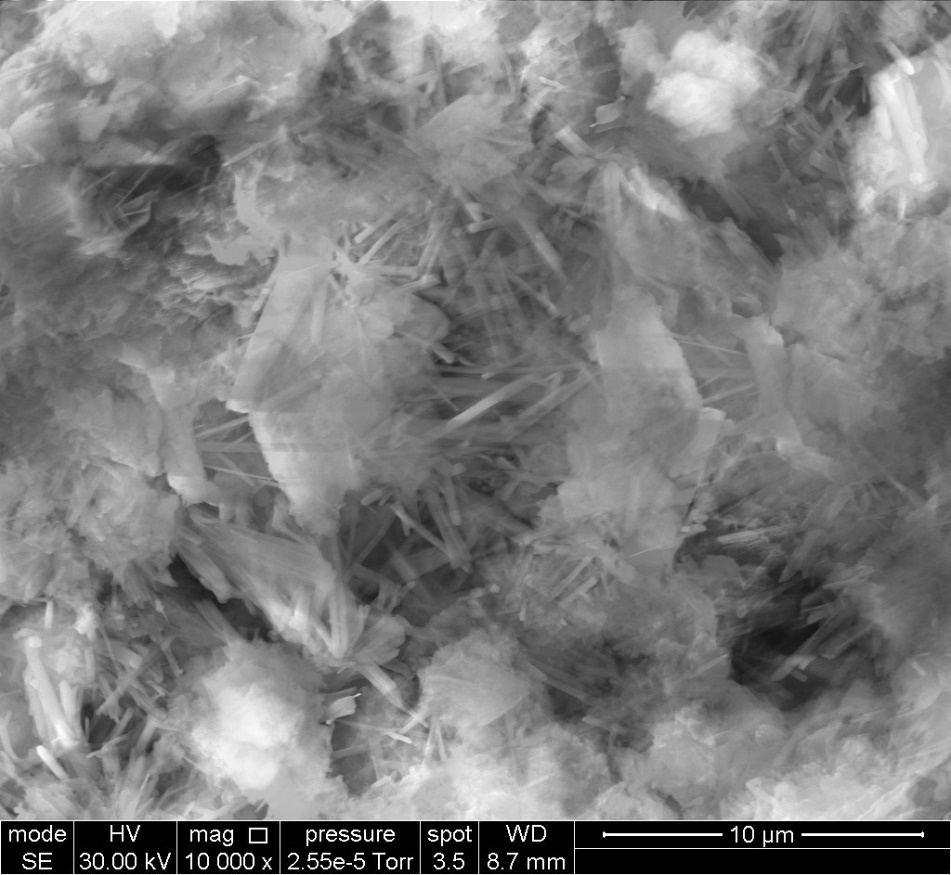 mode HV mag □ pressure spot WD 10 µm
SE 30.00 kV 10 000 x 2.55e-5 Torr 3.5 8.7 mm